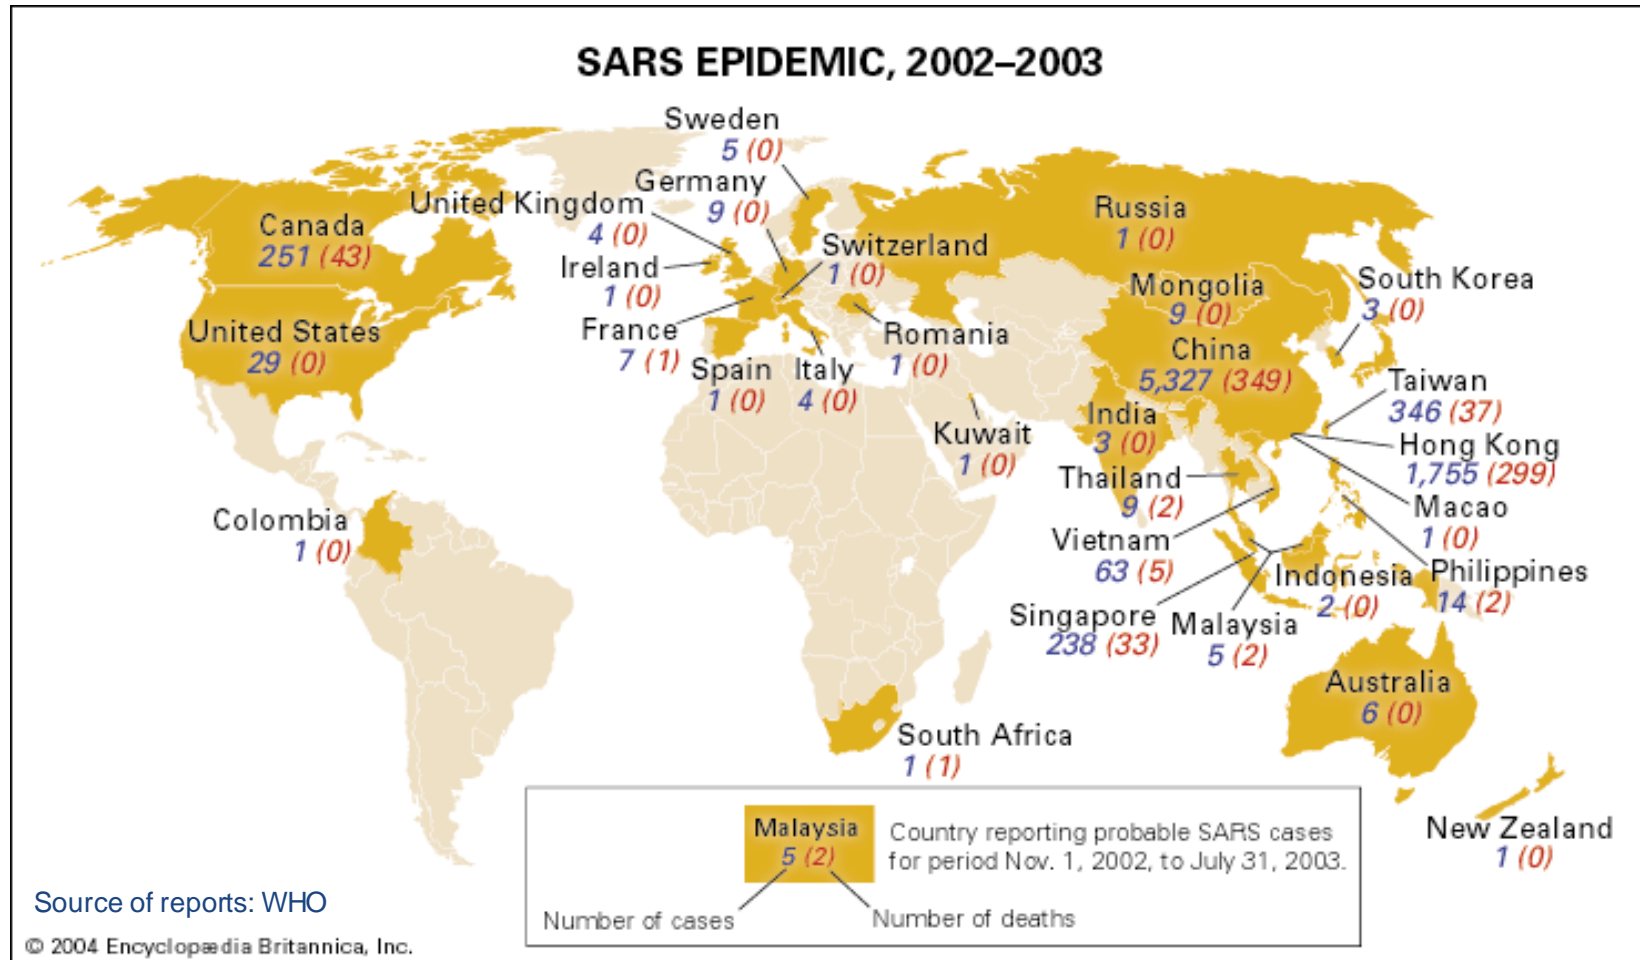 SARS EPIDEMIC, 2002–2003
Sweden
5 (0)
Germany
9 (0)
United Kingdom
4 (0)
Ireland
1 (0)
France
7 (1)
Switzerland
1 (0)
Romania
1 (0)
Spain
1 (0)
Italy
4 (0)
Canada
251 (43)
United States
29 (0)
Colombia
1 (0)
Russia
1 (0)
Mongolia
9 (0)
China
5,327 (349)
South Korea
3 (0)
Taiwan
346 (37)
Hong Kong
1,755 (299)
Macao
1 (0)
Philippines
14 (2)
India
3 (0)
Kuwait
1 (0)
Thailand
9 (2)
Vietnam
63 (5)
Singapore
238 (33)
Malaysia
5 (2)
Indonesia
2 (0)
Australia
6 (0)
New Zealand
1 (0)
South Africa
1 (1)
Malaysia
5 (2)
Country reporting probable SARS cases
for period Nov. 1, 2002, to July 31, 2003.
Number of cases
Number of deaths
Source of reports: WHO
© 2004 Encyclopædia Britannica, Inc.